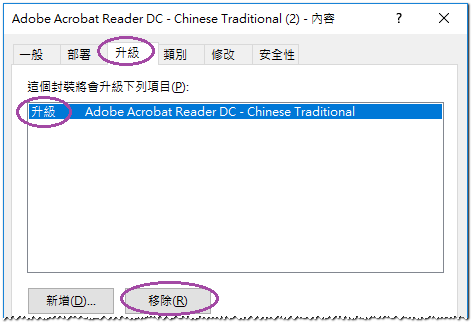 Adobe Acrobat Reader DC - Chinese Traditional (2) - 內容
一般 部署 升級 類別 修改 安全性
這個封裝將會升級下列項目(P):
升級 Adobe Acrobat Reader DC - Chinese Traditional
新增(D)... 移除(R)